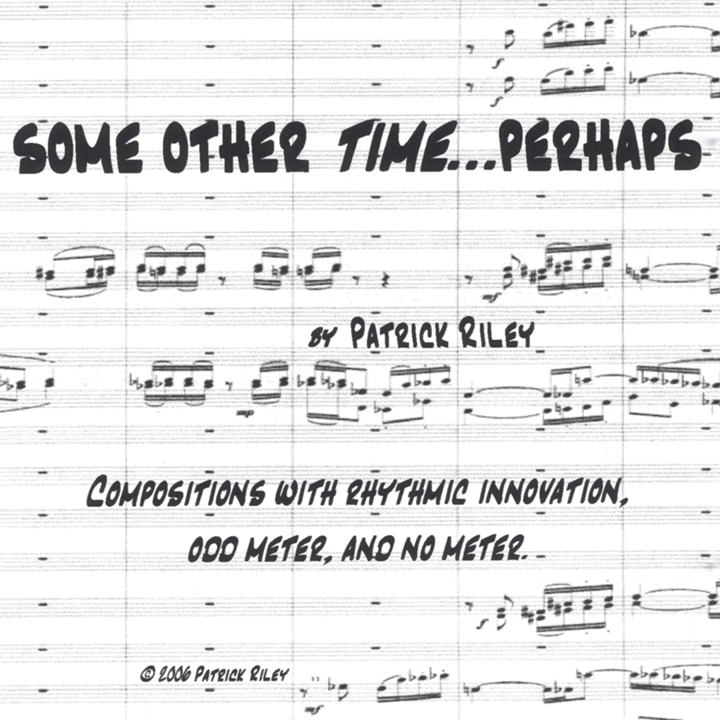 SOME OTHER TIME...PERHAPS
BY PATRICK RILEY
COMPOSITIONS WITH RHYTHMIC INNOVATION,
ODD METER, AND NO METER.
© 2006 PATRICK RILEY